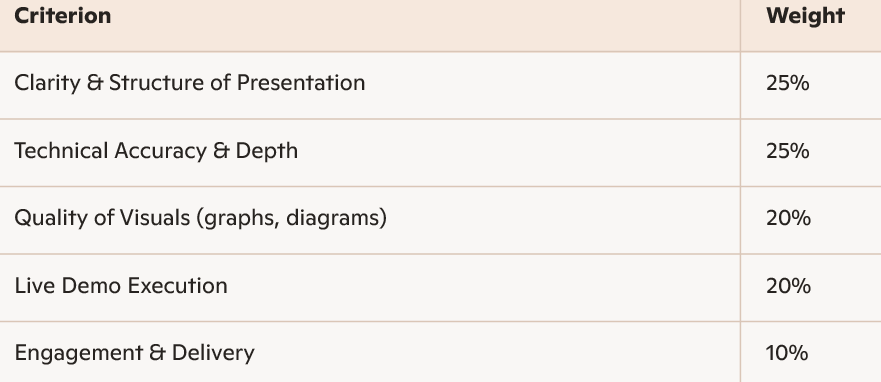 Criterion Weight
Clarity & Structure of Presentation 25%
Technical Accuracy & Depth 25%
Quality of Visuals (graphs, diagrams) 20%
Live Demo Execution 20%
Engagement & Delivery 10%